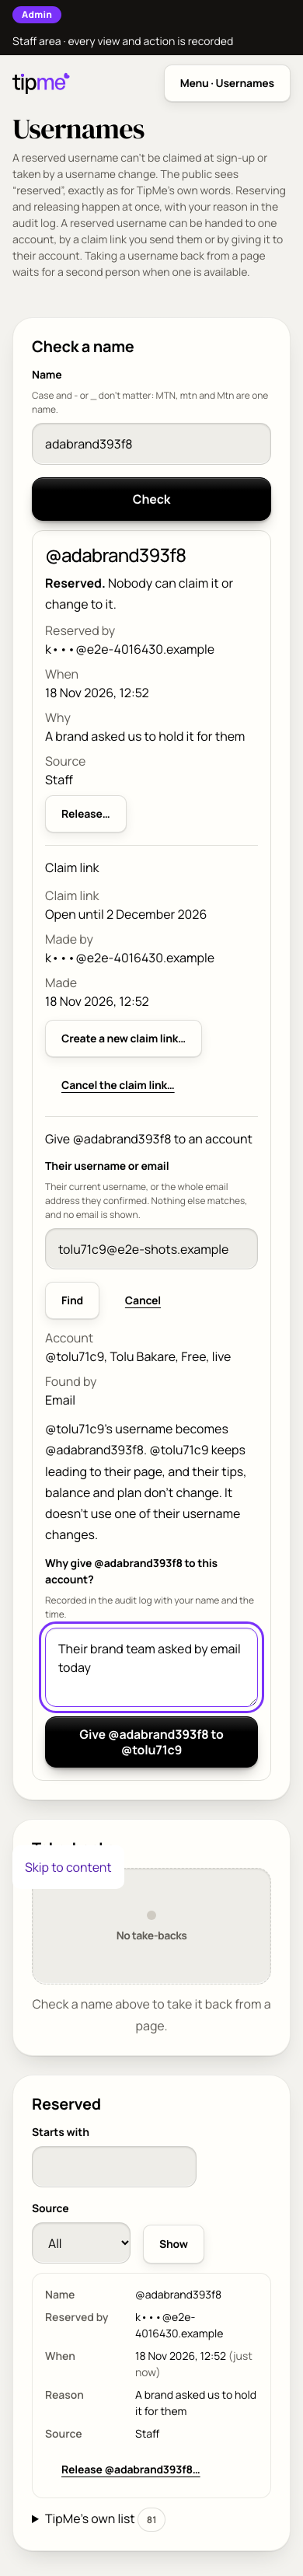 Admin
Staff area · every view and action is recorded
tipme
Menu · Usernames
Usernames
A reserved username can't be claimed at sign-up or
taken by a username change. The public sees
"reserved", exactly as for TipMe's own words. Reserving
and releasing happen at once, with your reason in the
audit log. A reserved username can be handed to one
account, by a claim link you send them or by giving it to
their account. Taking a username back from a page
waits for a second person when one is available.
Check a name
Name
Case and - or _ don't matter: MTN, mtn and Mtn are one
name.
adabrand393f8
Check
@adabrand393f8
Reserved. Nobody can claim it or
change to it.
Reserved by
k•••@e2e-4016430.example
When
18 Nov 2026, 12:52
Why
A brand asked us to hold it for them
Source
Staff
Release…
Claim link
Claim link
Open until 2 December 2026
Made by
k•••@e2e-4016430.example
Made
18 Nov 2026, 12:52
Create a new claim link…
Cancel the claim link…
Give @adabrand393f8 to an account
Their username or email
Their current username, or the whole email
address they confirmed. Nothing else matches,
and no email is shown.
tolu71c9@e2e-shots.example
Find
Cancel
Account
@tolu71c9, Tolu Bakare, Free, live
Found by
Email
@tolu71c9's username becomes
@adabrand393f8. @tolu71c9 keeps
leading to their page, and their tips,
balance and plan don't change. It
doesn't use one of their username
changes.
Why give @adabrand393f8 to this
account?
Recorded in the audit log with your name and the
time.
Their brand team asked by email
today
Give @adabrand393f8 to
@tolu71c9
Skip to content
No take-backs
Check a name above to take it back from a
page.
Reserved
Starts with
Source
All
Show
Name @adabrand393f8
Reserved by k•••@e2e-
4016430.example
When 18 Nov 2026, 12:52 (just
now)
Reason A brand asked us to hold
it for them
Source Staff
Release @adabrand393f8…
TipMe's own list 81